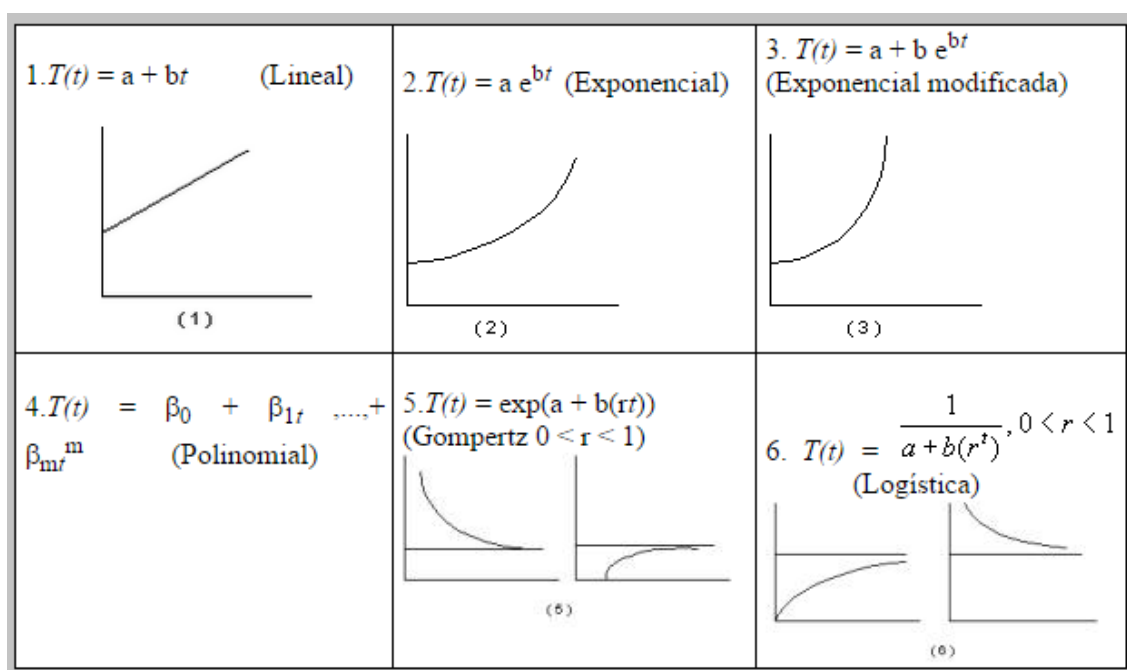 1.T(t) = a + bt (Lineal)
(1)
2.T(t) = a e^bt (Exponencial)
(2)
3. T(t) = a + b e^bt
(Exponencial modificada)
(3)
4.T(t) = β0 + β1t ,...,+
βmt^m (Polinomial)
5.T(t) = exp(a + b(rt))
(Gompertz 0 < r < 1)
(5)
6. T(t) = 1/(a + b(r^t)), 0 < r < 1
(Logística)
(6)